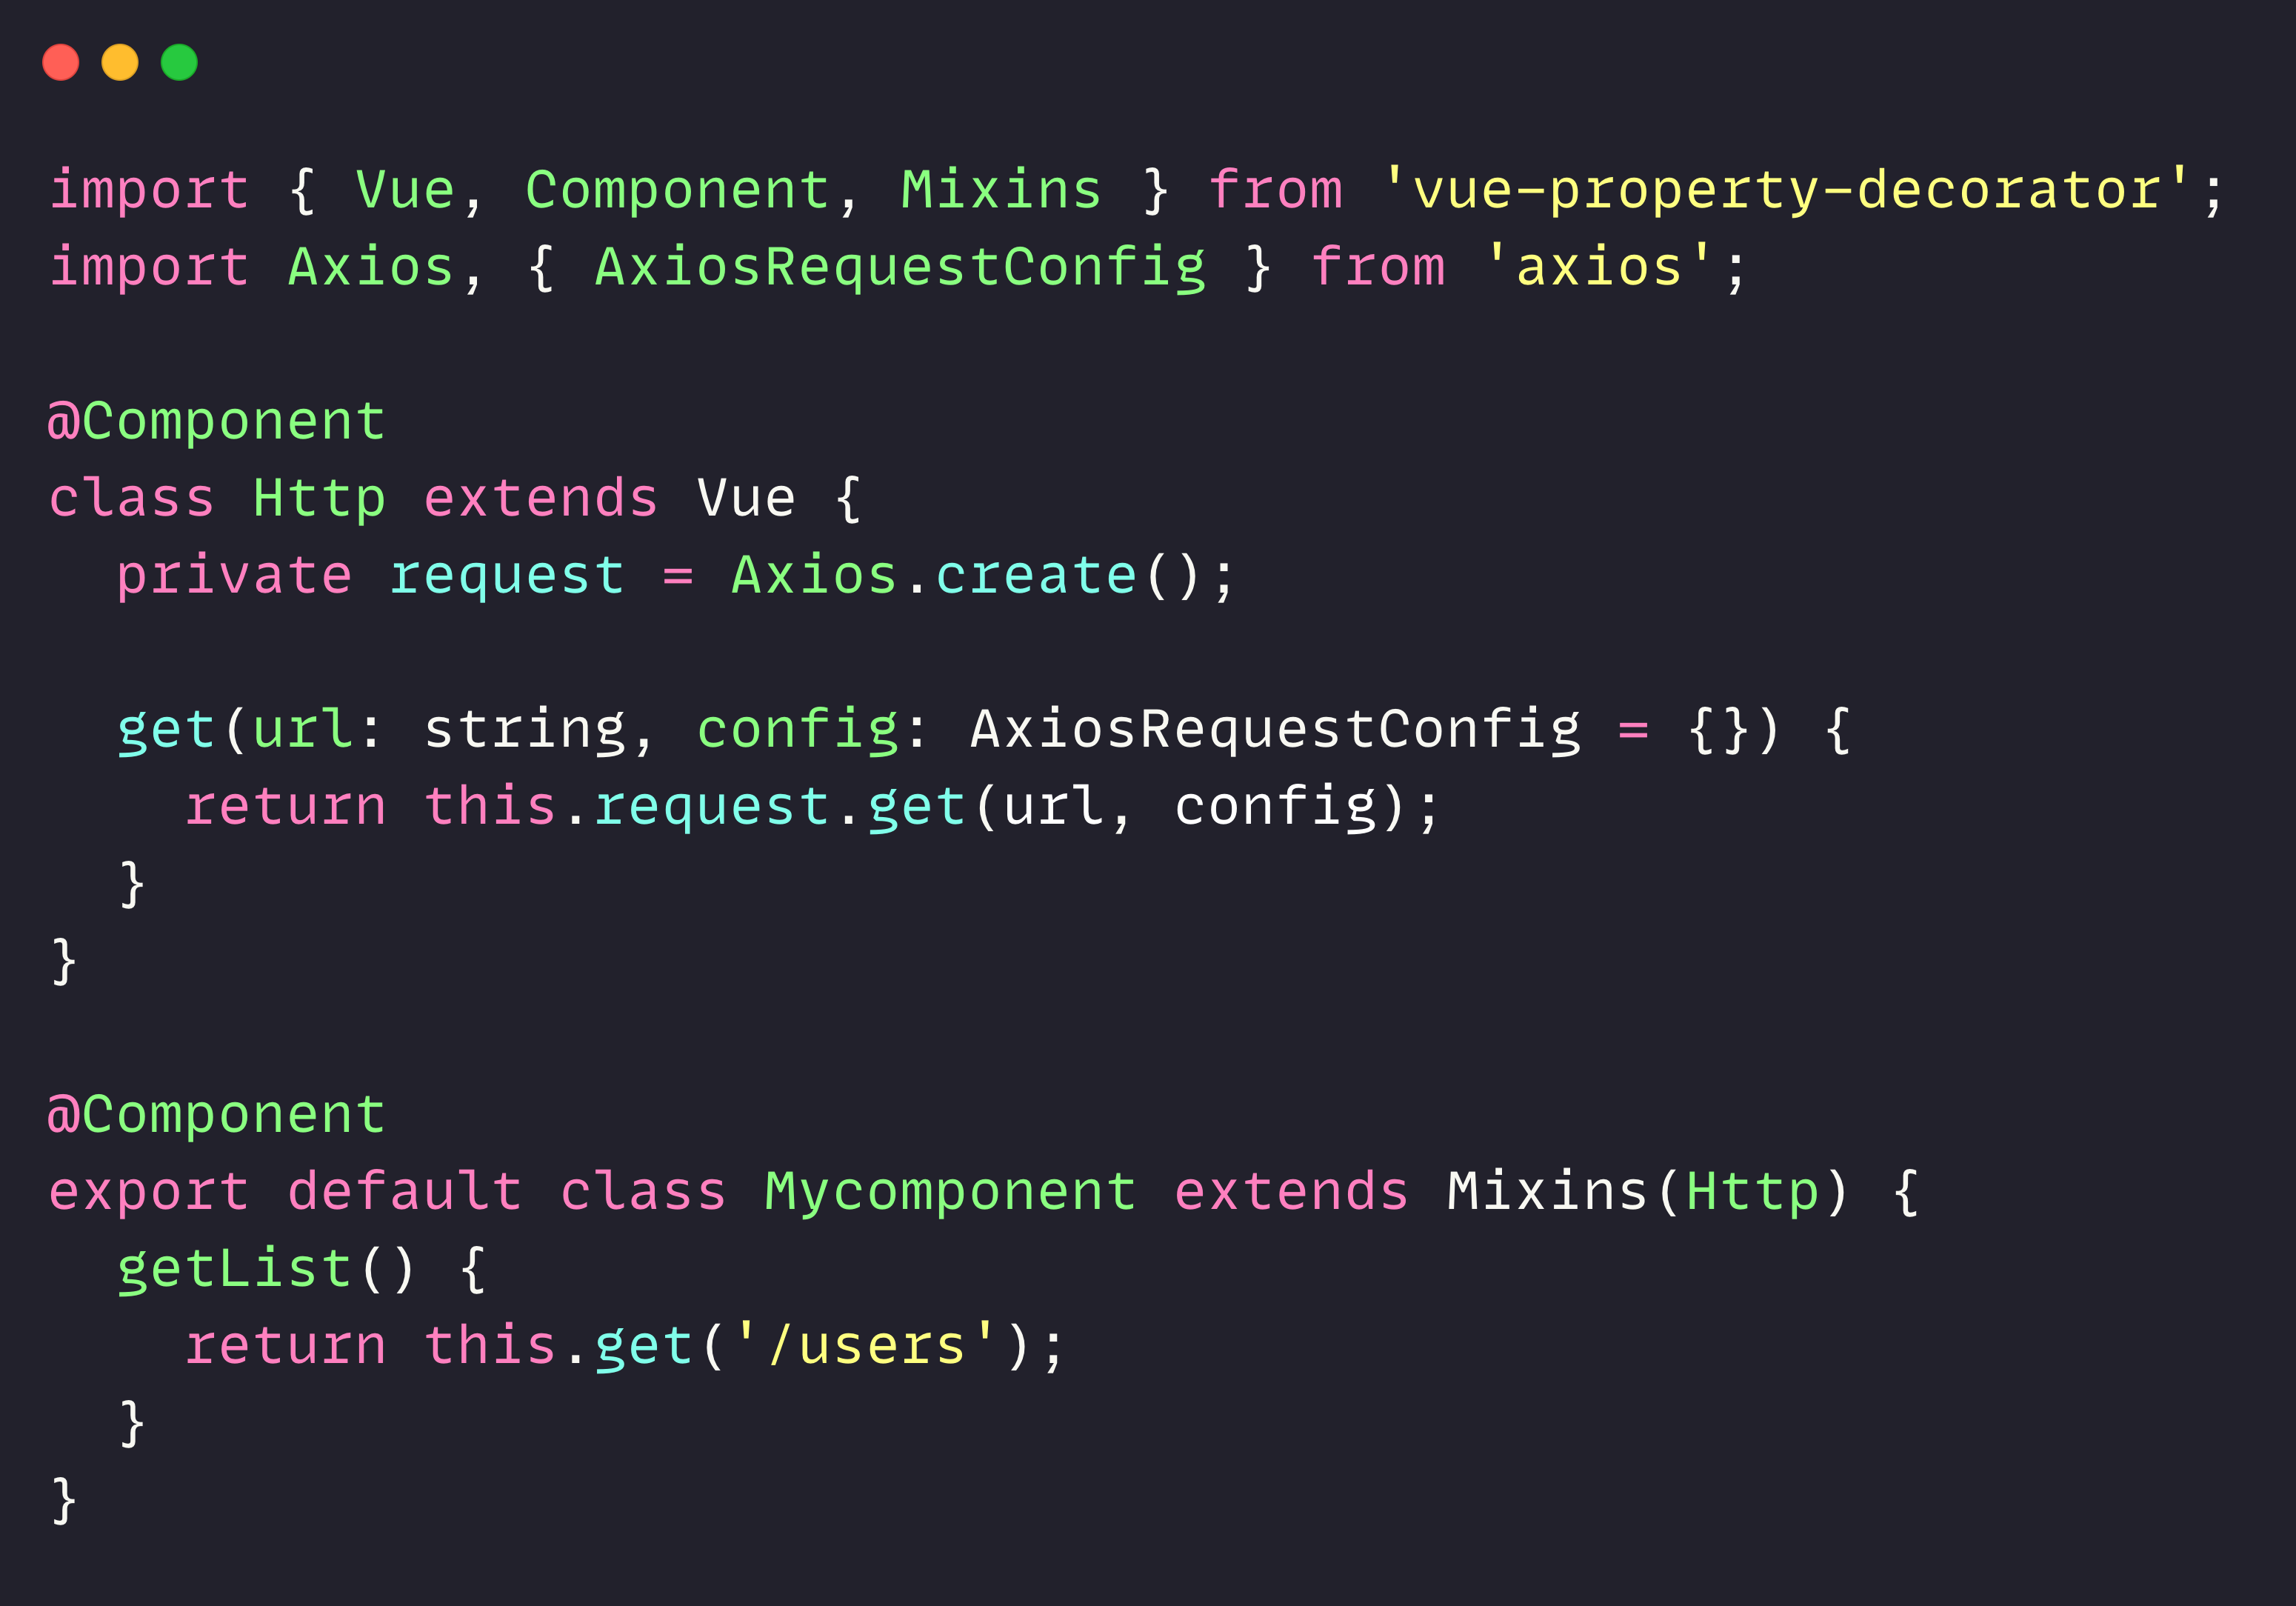 import { Vue, Component, Mixins } from 'vue-property-decorator';
import Axios, { AxiosRequestConfig } from 'axios';

@Component
class Http extends Vue {
  private request = Axios.create();

  get(url: string, config: AxiosRequestConfig = {}) {
    return this.request.get(url, config);
  }
}

@Component
export default class Mycomponent extends Mixins(Http) {
  getList() {
    return this.get('/users');
  }
}